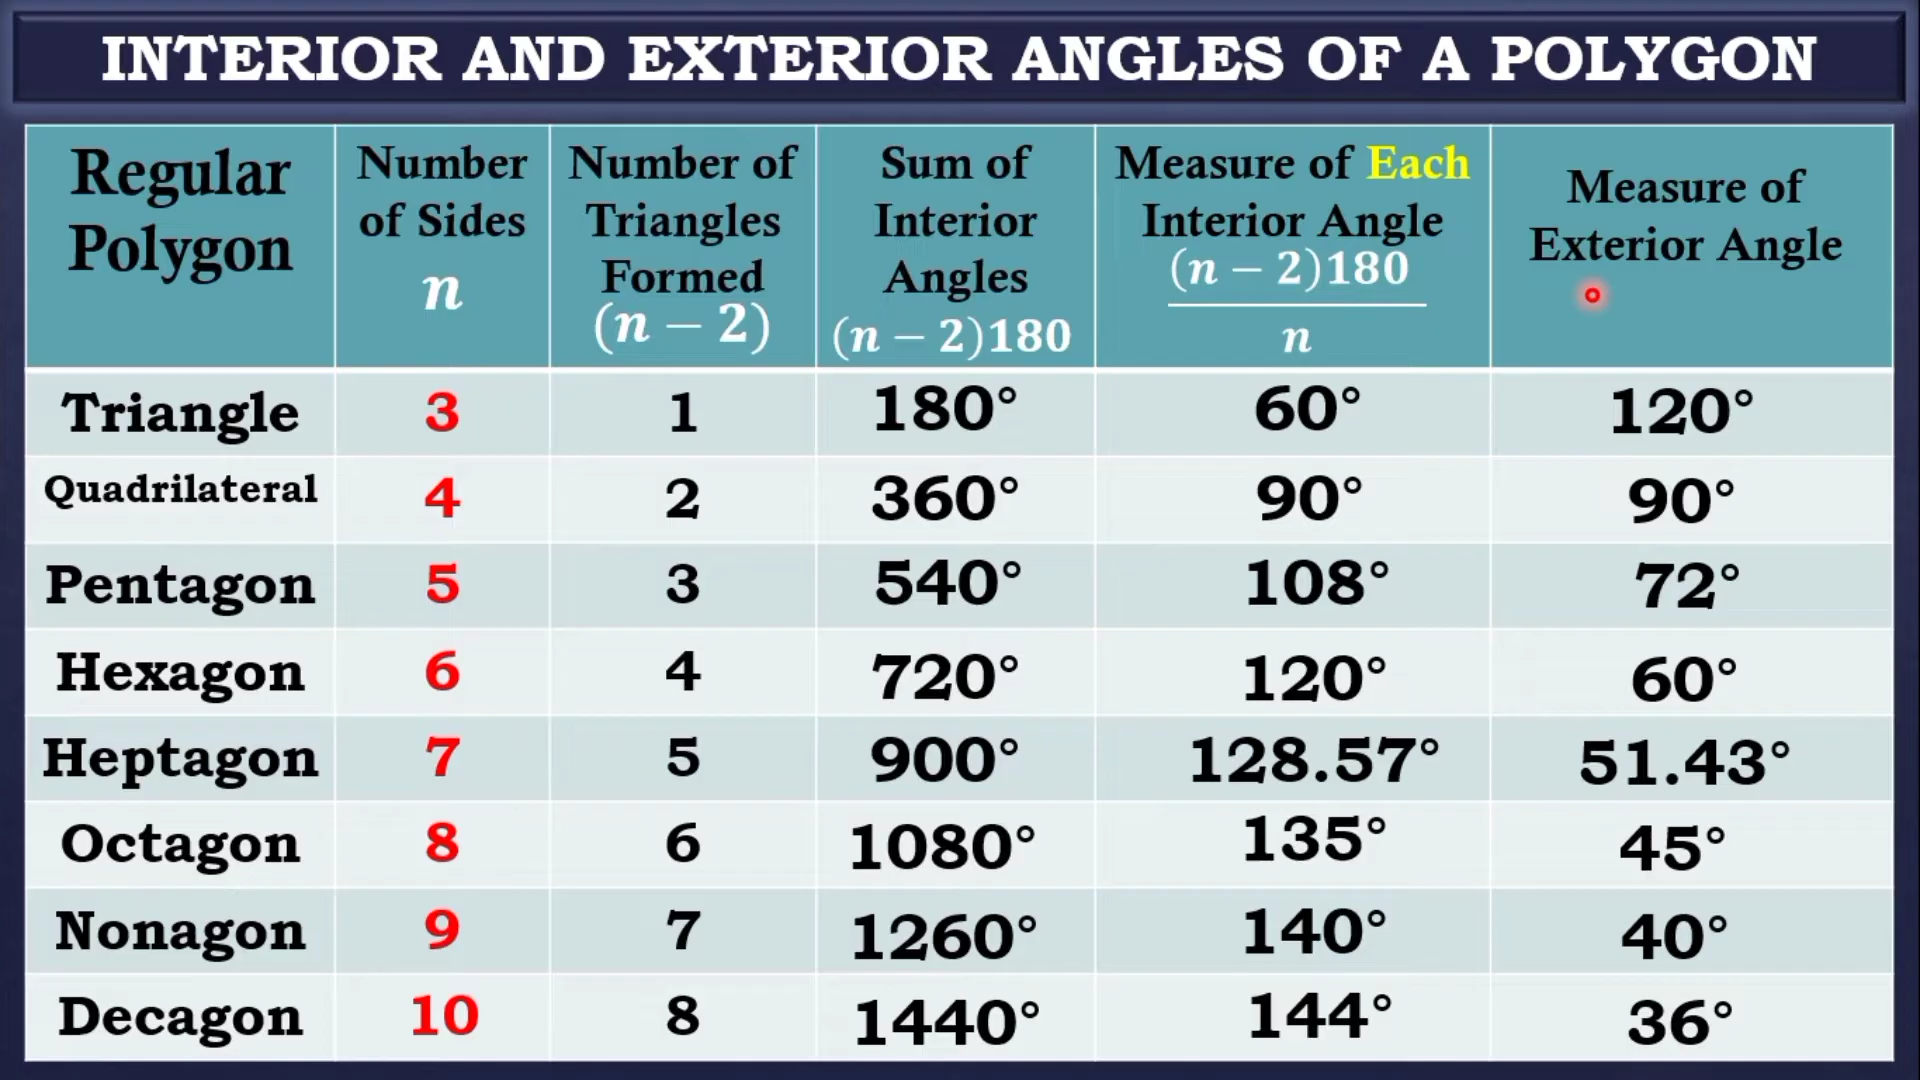 INTERIOR AND EXTERIOR ANGLES OF A POLYGON
Regular
Polygon
Number
of Sides
n
Number of
Triangles
Formed
(n − 2)
Sum of
Interior
Angles
(n − 2)180
Measure of Each
Interior Angle
(n − 2)180
n
Measure of
Exterior Angle
Triangle 3 1 180° 60° 120°
Quadrilateral 4 2 360° 90° 90°
Pentagon 5 3 540° 108° 72°
Hexagon 6 4 720° 120° 60°
Heptagon 7 5 900° 128.57° 51.43°
Octagon 8 6 1080° 135° 45°
Nonagon 9 7 1260° 140° 40°
Decagon 10 8 1440° 144° 36°